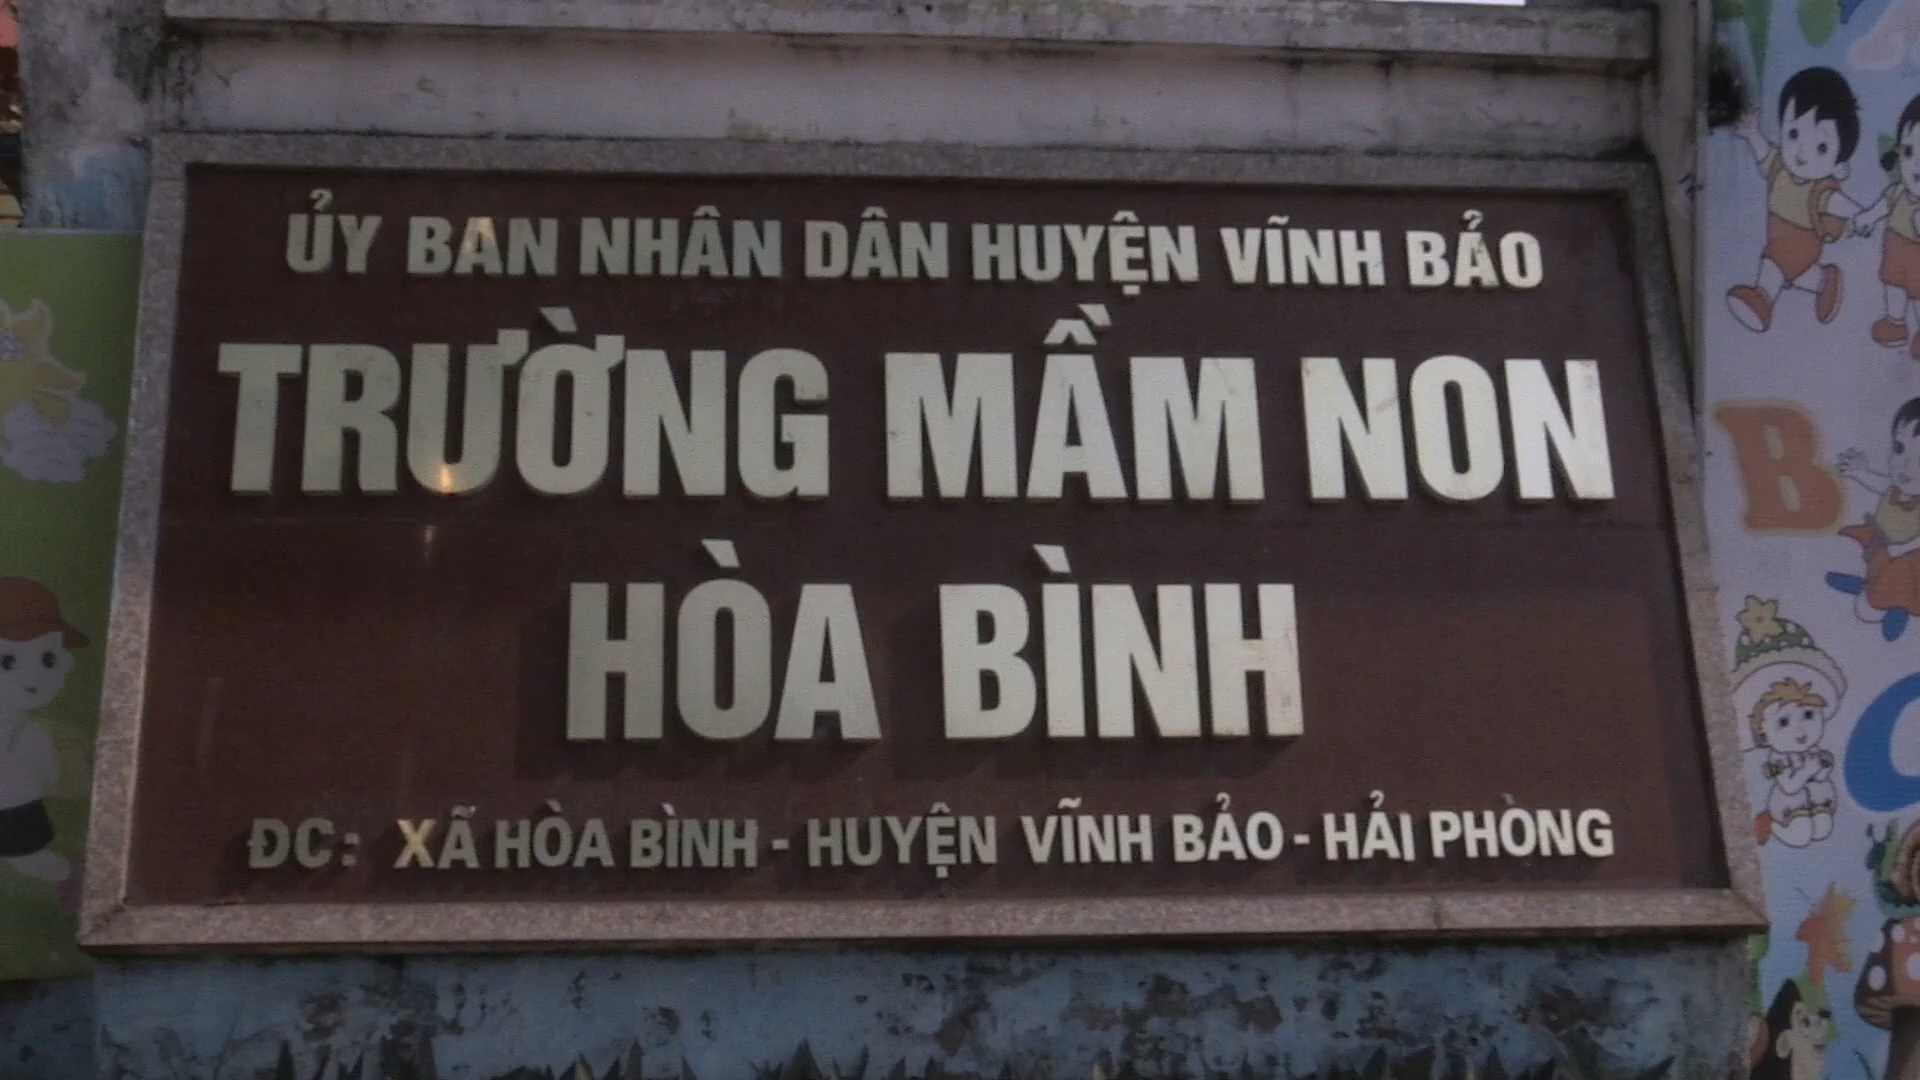 ỦY BAN NHÂN DÂN HUYỆN VĨNH BẢO
TRƯỜNG MẦM NON
HÒA BÌNH
ĐC: XÃ HÒA BÌNH - HUYỆN VĨNH BẢO - HẢI PHÒNG
B